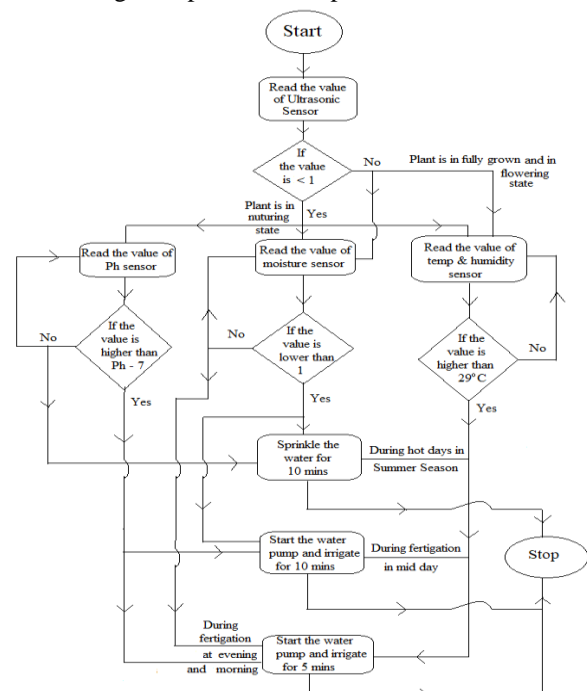 Start
Read the value
of Ultrasonic
Sensor
If
the value
is < 1
No
Plant is in fully grown and in
flowering
state
Plant is in
nuturing
state
Yes
Read the value of
Ph sensor
Read the value of
moisture sensor
Read the value of
temp & humidity
sensor
No
If the
value is
higher than
Ph - 7
No
If the
value is
lower than
1
If the
value is
higher than
29°C
No
Yes
Yes
Yes
Sprinkle the
water for
10 mins
During hot days in
Summer Season
Start the water
pump and irrigate
for 10 mins
During fertigation
in mid day
Stop
During
fertigation
at evening
and morning
Start the water
pump and irrigate
for 5 mins